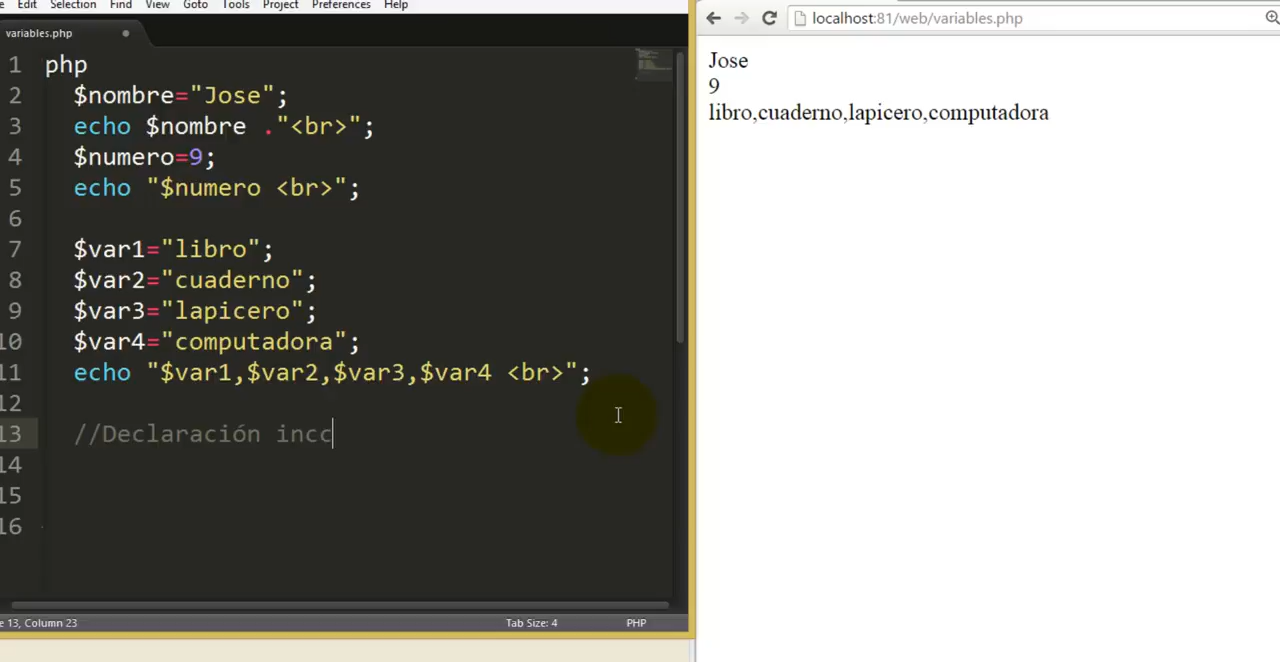 Edit Selection Find View Goto Tools Project Preferences Help
variables.php
1 php
2 $nombre="Jose";
3 echo $nombre ."<br>";
4 $numero=9;
5 echo "$numero <br>";
6
7 $var1="libro";
8 $var2="cuaderno";
9 $var3="lapicero";
10 $var4="computadora";
11 echo "$var1,$var2,$var3,$var4 <br>";
12
13 //Declaración incc
14
15
16
e 13, Column 23 Tab Size: 4 PHP
localhost:81/web/variables.php
Jose
9
libro,cuaderno,lapicero,computadora